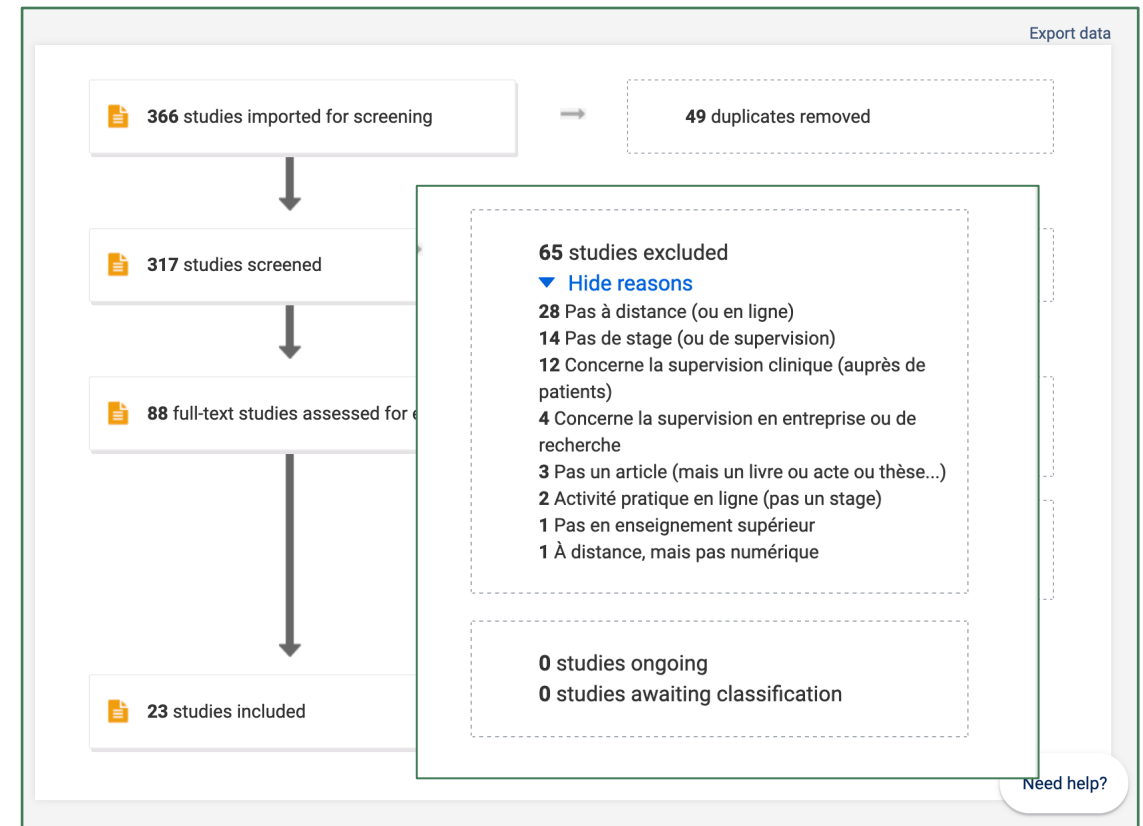 Export data
366 studies imported for screening
49 duplicates removed
317 studies screened
88 full-text studies assessed for
65 studies excluded
Hide reasons
28 Pas à distance (ou en ligne)
14 Pas de stage (ou de supervision)
12 Concerne la supervision clinique (auprès de
patients)
4 Concerne la supervision en entreprise ou de
recherche
3 Pas un article (mais un livre ou acte ou thèse...)
2 Activité pratique en ligne (pas un stage)
1 Pas en enseignement supérieur
1 À distance, mais pas numérique
0 studies ongoing
0 studies awaiting classification
23 studies included
Need help?